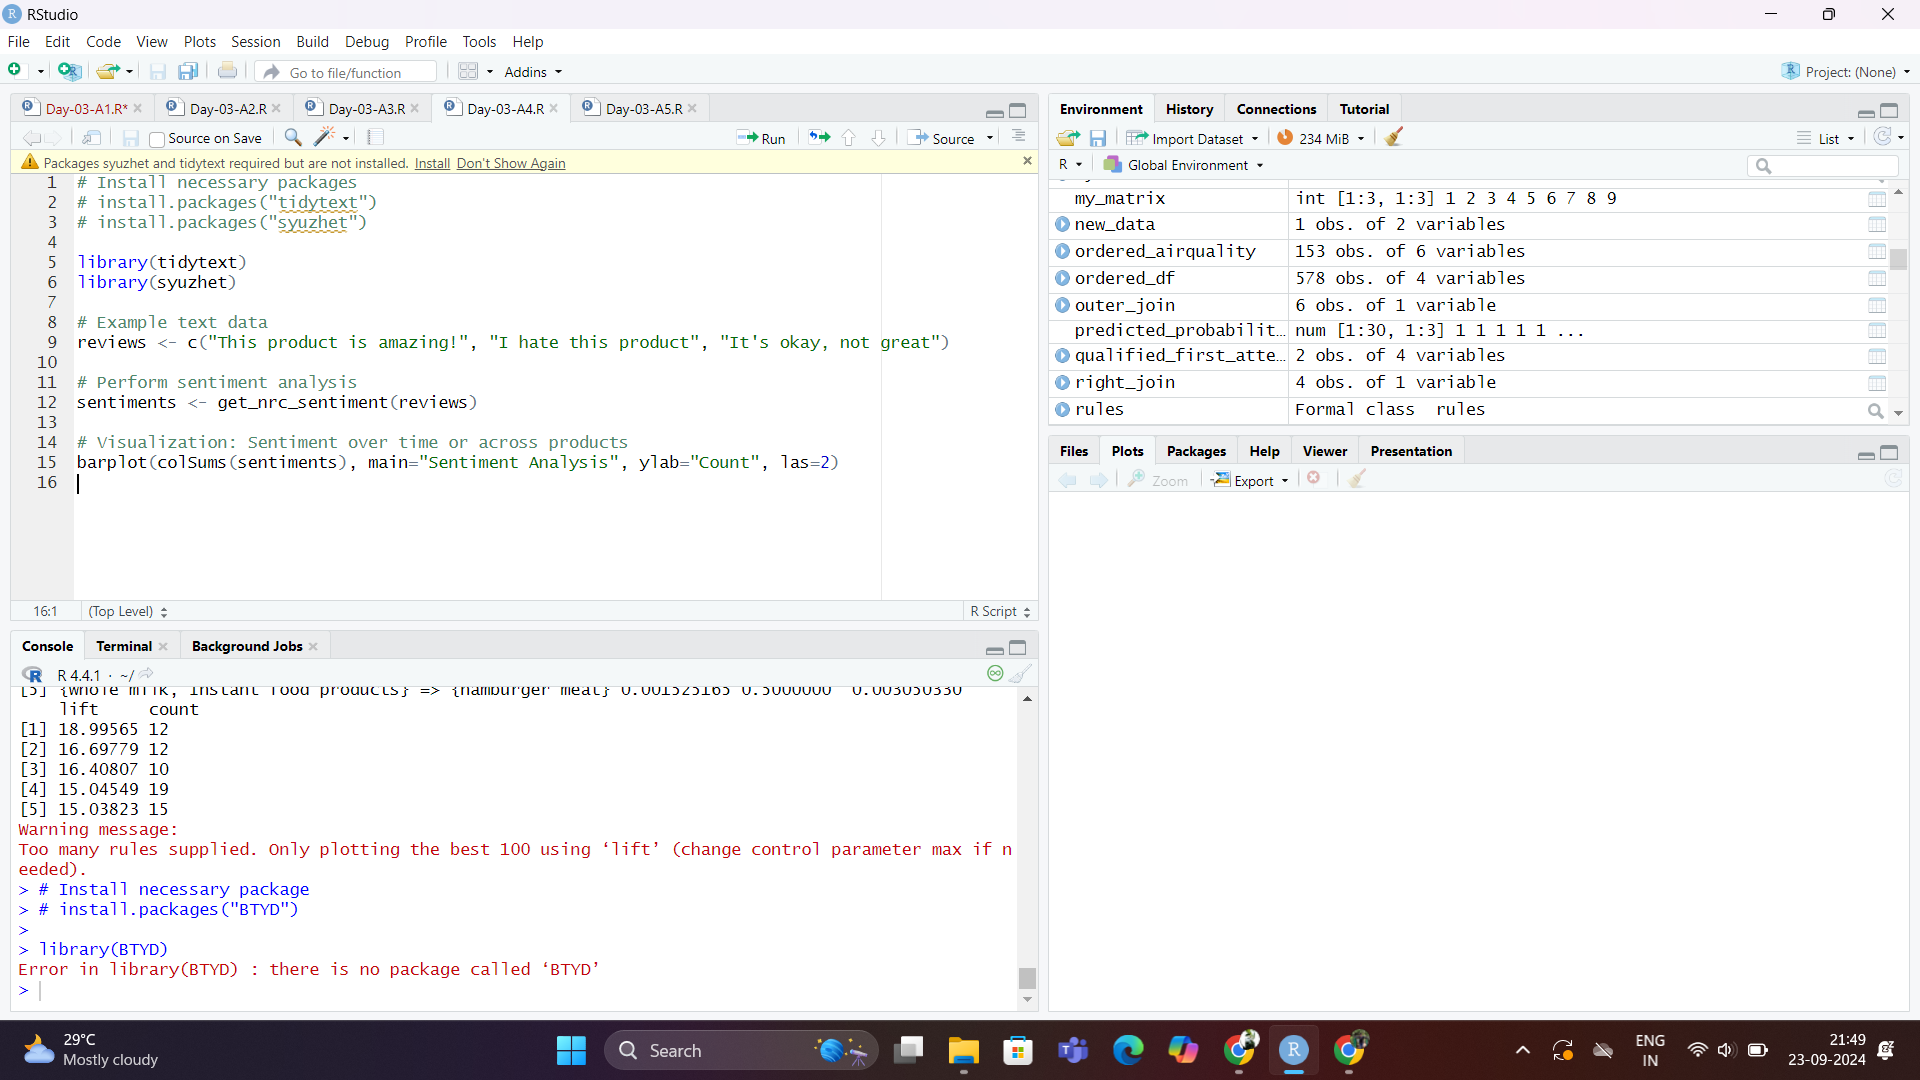 RStudio
File Edit Code View Plots Session Build Debug Profile Tools Help
Go to file/function Addins Project: (None)
Day-03-A1.R* Day-03-A2.R Day-03-A3.R Day-03-A4.R Day-03-A5.R
Source on Save Run Source
Packages syuzhet and tidytext required but are not installed. Install Don't Show Again
1 # Install necessary packages
2 # install.packages("tidytext")
3 # install.packages("syuzhet")
4
5 library(tidytext)
6 library(syuzhet)
7
8 # Example text data
9 reviews <- c("This product is amazing!", "I hate this product", "It's okay, not great")
10
11 # Perform sentiment analysis
12 sentiments <- get_nrc_sentiment(reviews)
13
14 # Visualization: Sentiment over time or across products
15 barplot(colSums(sentiments), main="Sentiment Analysis", ylab="Count", las=2)
16
16:1 (Top Level) R Script
Console Terminal Background Jobs
R 4.4.1 · ~/
[5] {whole milk, Instant food products} => {hamburger meat} 0.001525165 0.5000000 0.003050330
lift count
[1] 18.99565 12
[2] 16.69779 12
[3] 16.40807 10
[4] 15.04549 19
[5] 15.03823 15
Warning message:
Too many rules supplied. Only plotting the best 100 using ‘lift’ (change control parameter max if n
eeded).
> # Install necessary package
> # install.packages("BTYD")
>
> library(BTYD)
Error in library(BTYD) : there is no package called ‘BTYD’
>
Environment History Connections Tutorial
Import Dataset 234 MiB List
R Global Environment
my_matrix int [1:3, 1:3] 1 2 3 4 5 6 7 8 9
new_data 1 obs. of 2 variables
ordered_airquality 153 obs. of 6 variables
ordered_df 578 obs. of 4 variables
outer_join 6 obs. of 1 variable
predicted_probabilit… num [1:30, 1:3] 1 1 1 1 1 ...
qualified_first_atte… 2 obs. of 4 variables
right_join 4 obs. of 1 variable
rules Formal class rules
Files Plots Packages Help Viewer Presentation
Zoom Export
29°C
Mostly cloudy
Search
ENG
IN
21:49
23-09-2024